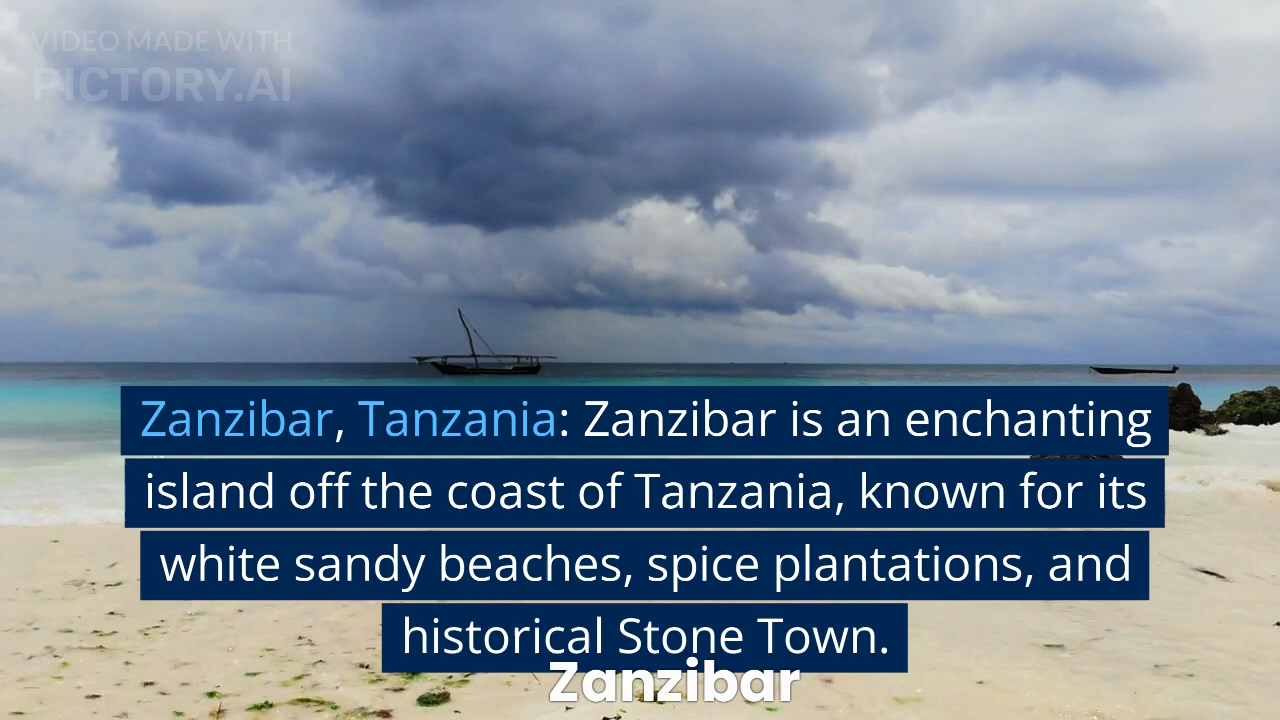 VIDEO MADE WITH
PICTORY.AI
Zanzibar, Tanzania: Zanzibar is an enchanting
island off the coast of Tanzania, known for its
white sandy beaches, spice plantations, and
historical Stone Town.
Zanzibar